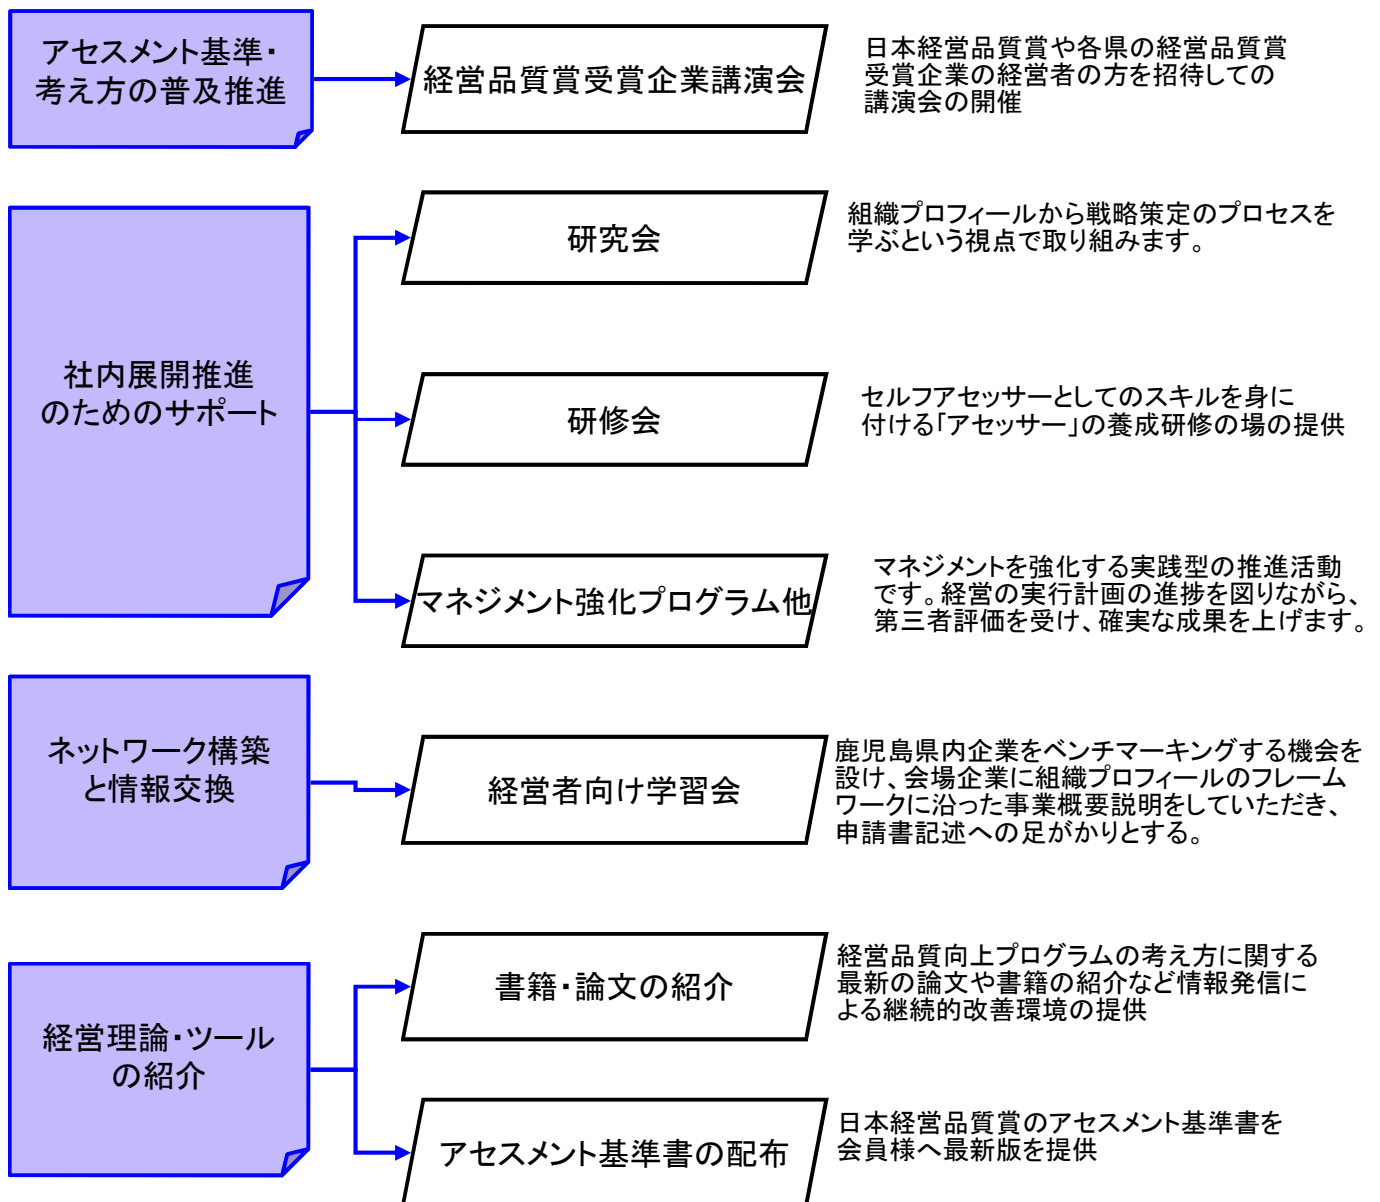 アセスメント基準・
考え方の普及推進
経営品質賞受賞企業講演会
日本経営品質賞や各県の経営品質賞
受賞企業の経営者の方を招待しての
講演会の開催
社内展開推進
のためのサポート
研究会
組織プロフィールから戦略策定のプロセスを
学ぶという視点で取り組みます。
研修会
セルフアセッサーとしてのスキルを身に
付ける「アセッサー」の養成研修の場の提供
マネジメント強化プログラム他
マネジメントを強化する実践型の推進活動
です。経営の実行計画の進捗を図りながら、
第三者評価を受け、確実な成果を上げます。
ネットワーク構築
と情報交換
経営者向け学習会
鹿児島県内企業をベンチマーキングする機会を
設け、会場企業に組織プロフィールのフレーム
ワークに沿った事業概要説明をしていただき、
申請書記述への足がかりとする。
経営理論・ツール
の紹介
書籍・論文の紹介
経営品質向上プログラムの考え方に関する
最新の論文や書籍の紹介など情報発信に
よる継続的改善環境の提供
アセスメント基準書の配布
日本経営品質賞のアセスメント基準書を
会員様へ最新版を提供